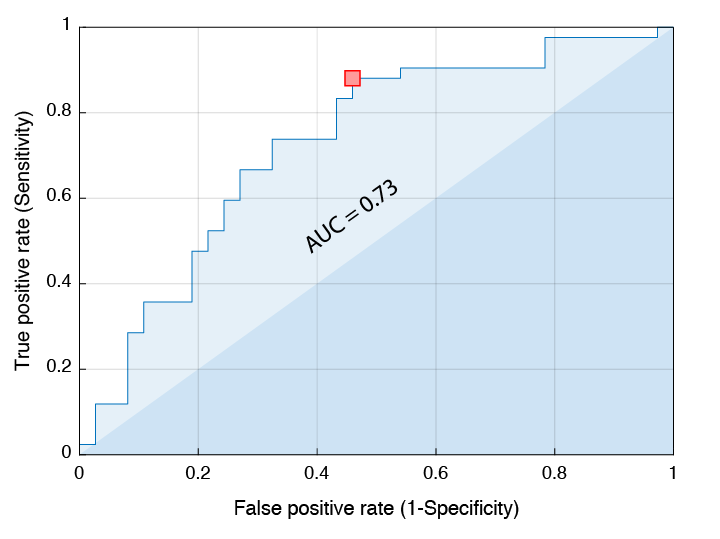 1
0.8
0.6
0.4
0.2
0
0 0.2 0.4 0.6 0.8 1
True positive rate (Sensitivity)
AUC = 0.73
False positive rate (1-Specificity)